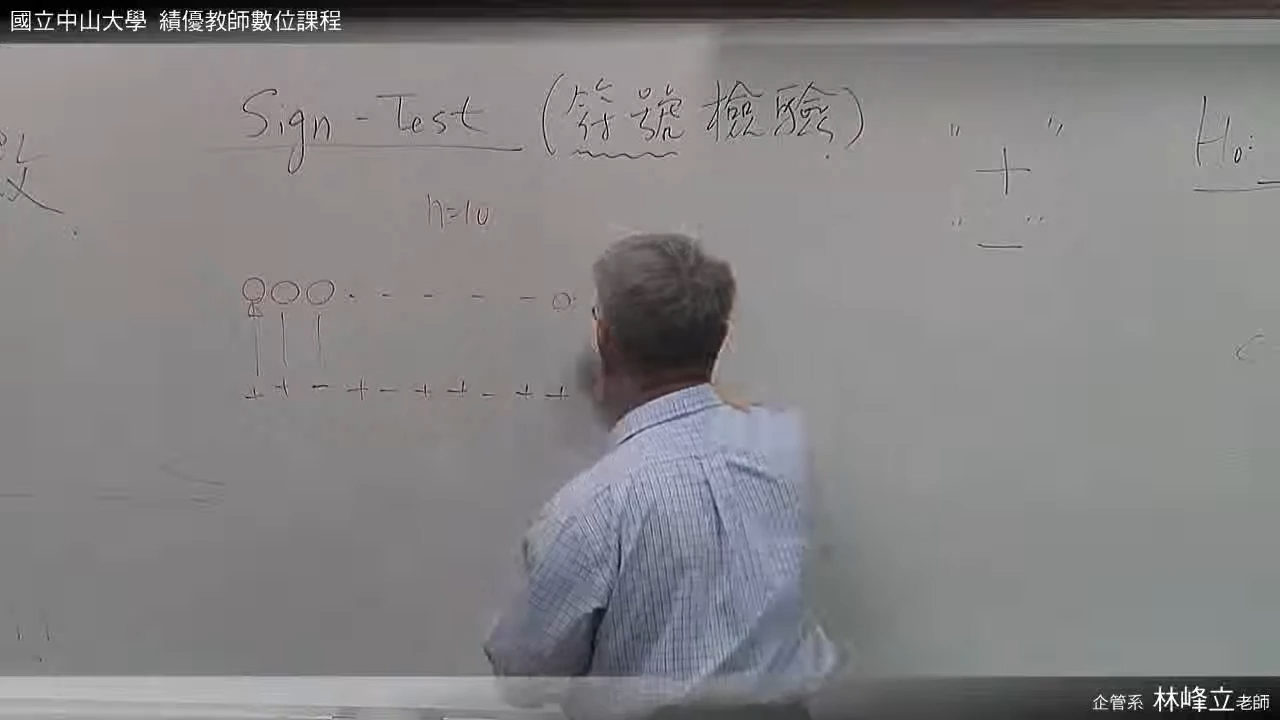 國立中山大學 績優教師數位課程
Sign-Test (符號檢驗)
" + "
H₀:
n=10
" − "
+ + − + − + + − + +
企管系 林峰立老師